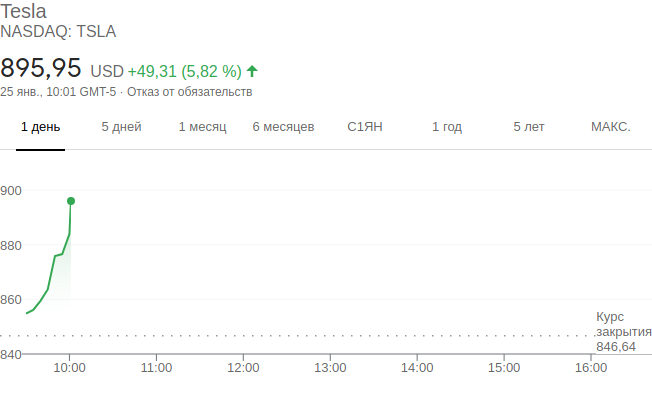 Tesla
NASDAQ: TSLA
895,95 USD +49,31 (5,82 %)
25 янв., 10:01 GMT-5 · Отказ от обязательств
1 день 5 дней 1 месяц 6 месяцев С1ЯН 1 год 5 лет МАКС.
900
880
860
Курс
закрытия
846,64
840
10:00 11:00 12:00 13:00 14:00 15:00 16:00